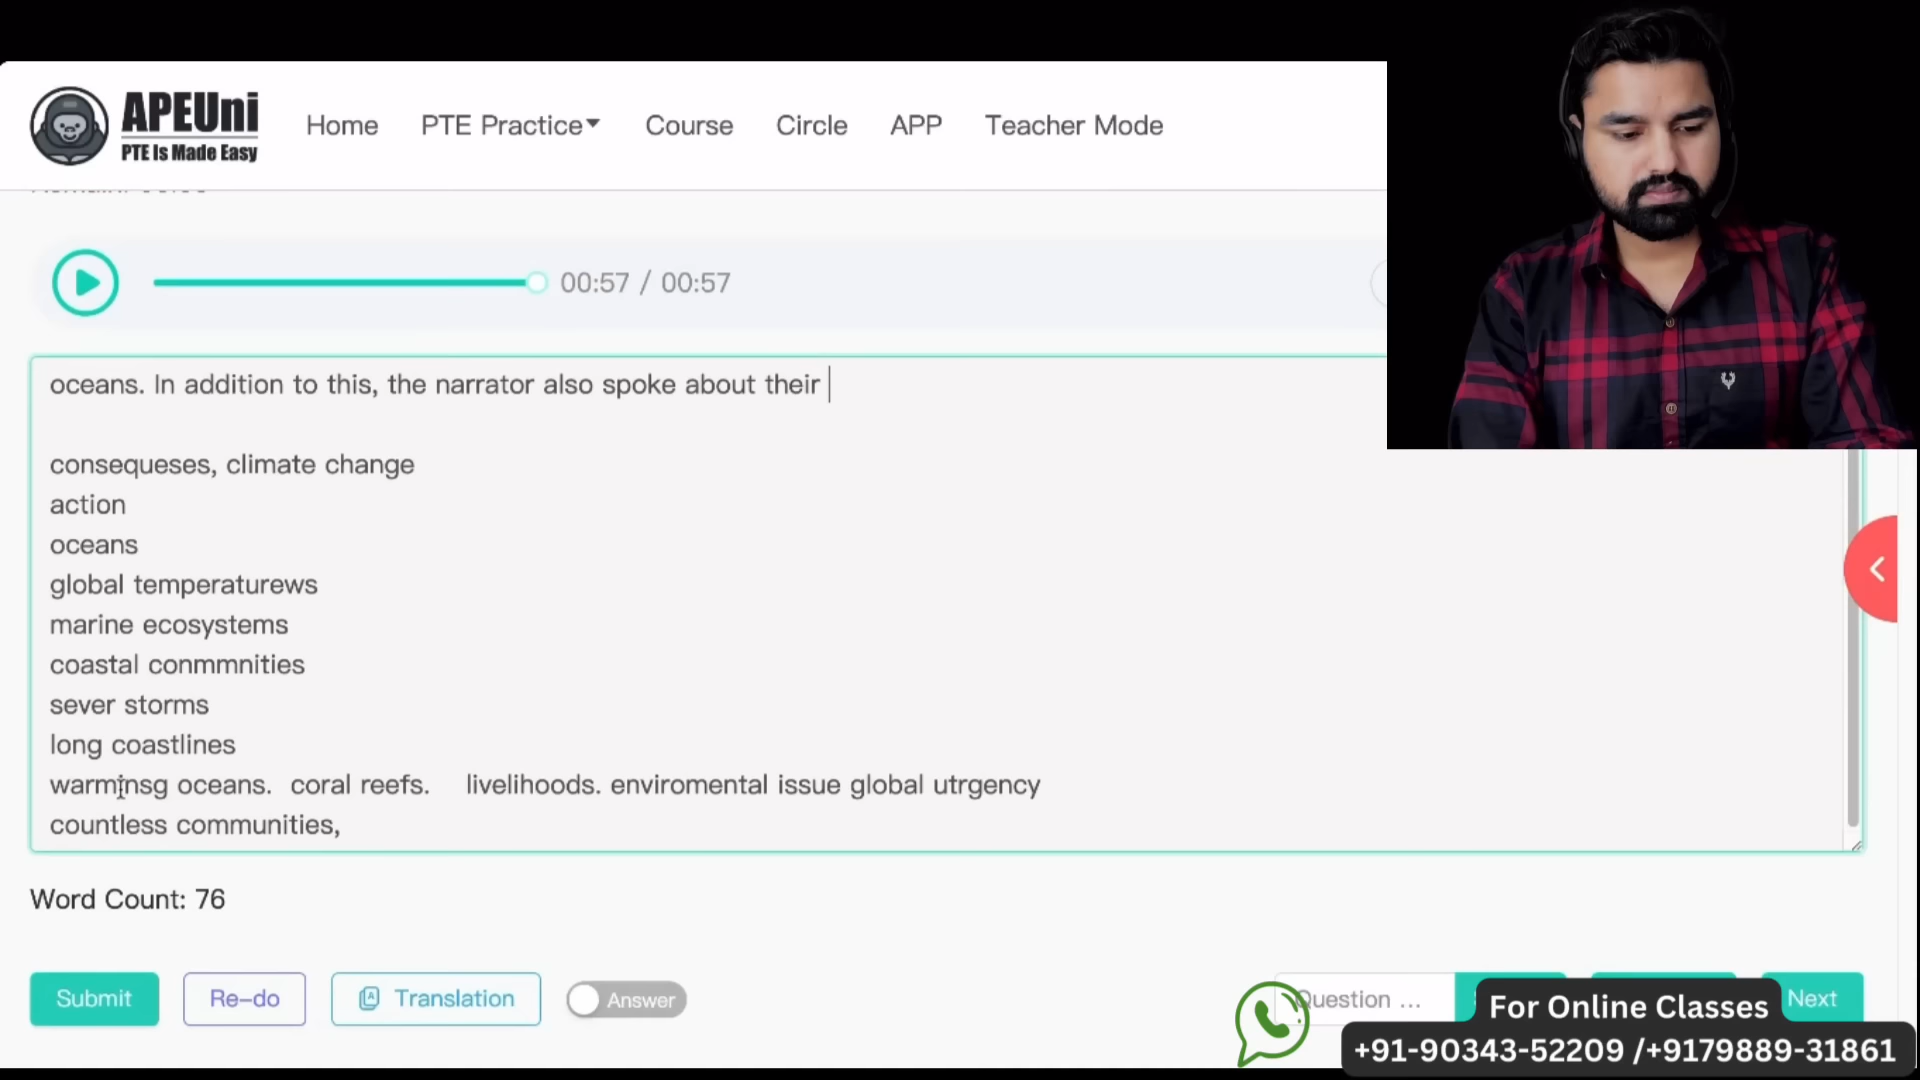 APEUni
PTE Is Made Easy
Home
PTE Practice
Course
Circle
APP
Teacher Mode
00:57 / 00:57
oceans. In addition to this, the narrator also spoke about their
consequeses, climate change
action
oceans
global temperaturews
marine ecosystems
coastal conmmnities
sever storms
long coastlines
warminsg oceans. coral reefs. livelihoods. enviromental issue global utrgency
countless communities,
Word Count: 76
Submit
Re-do
Translation
Answer
Question ...
Next
For Online Classes
+91-90343-52209 /+9179889-31861